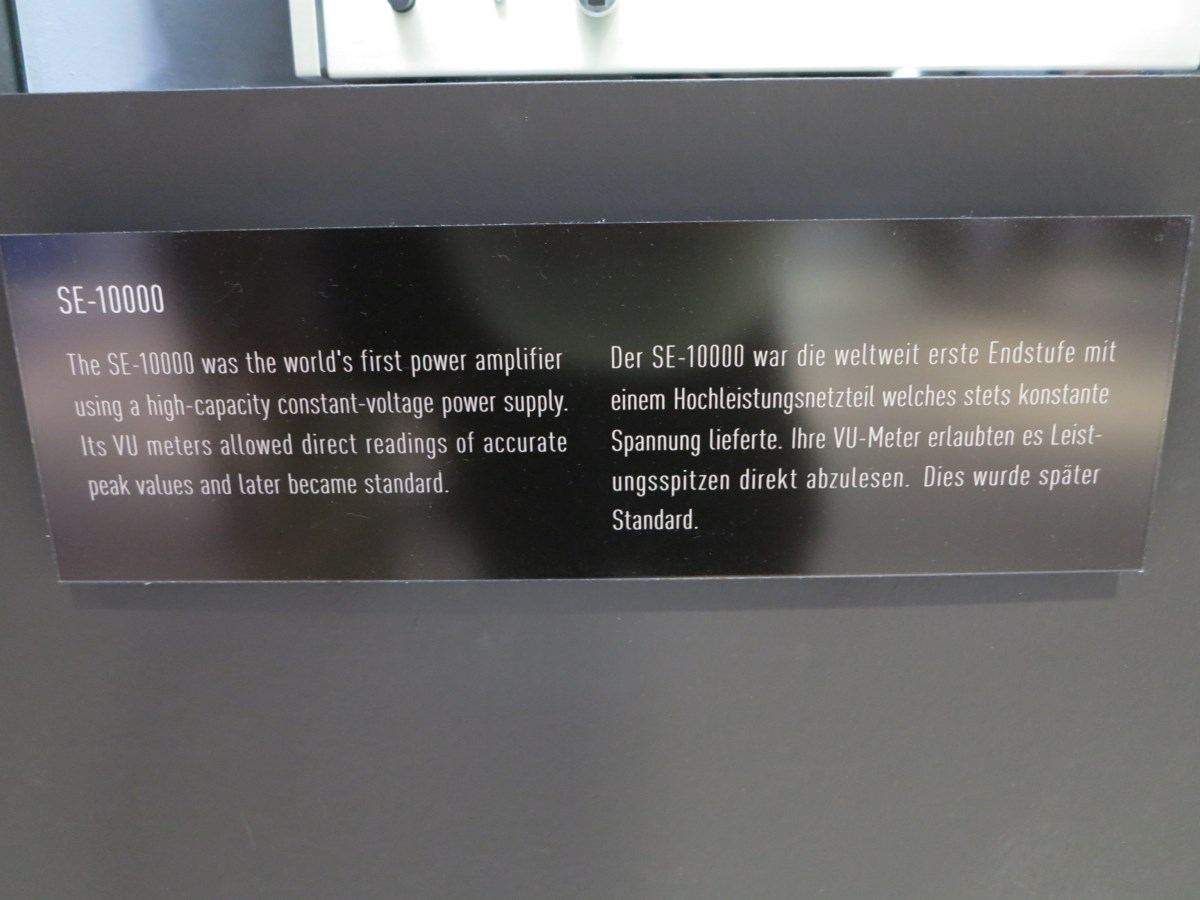 SE-10000
The SE-10000 was the world's first power amplifier
using a high-capacity constant-voltage power supply.
Its VU meters allowed direct readings of accurate
peak values and later became standard.
Der SE-10000 war die weltweit erste Endstufe mit
einem Hochleistungsnetzteil welches stets konstante
Spannung lieferte. Ihre VU-Meter erlaubten es Leist-
ungsspitzen direkt abzulesen. Dies wurde später
Standard.